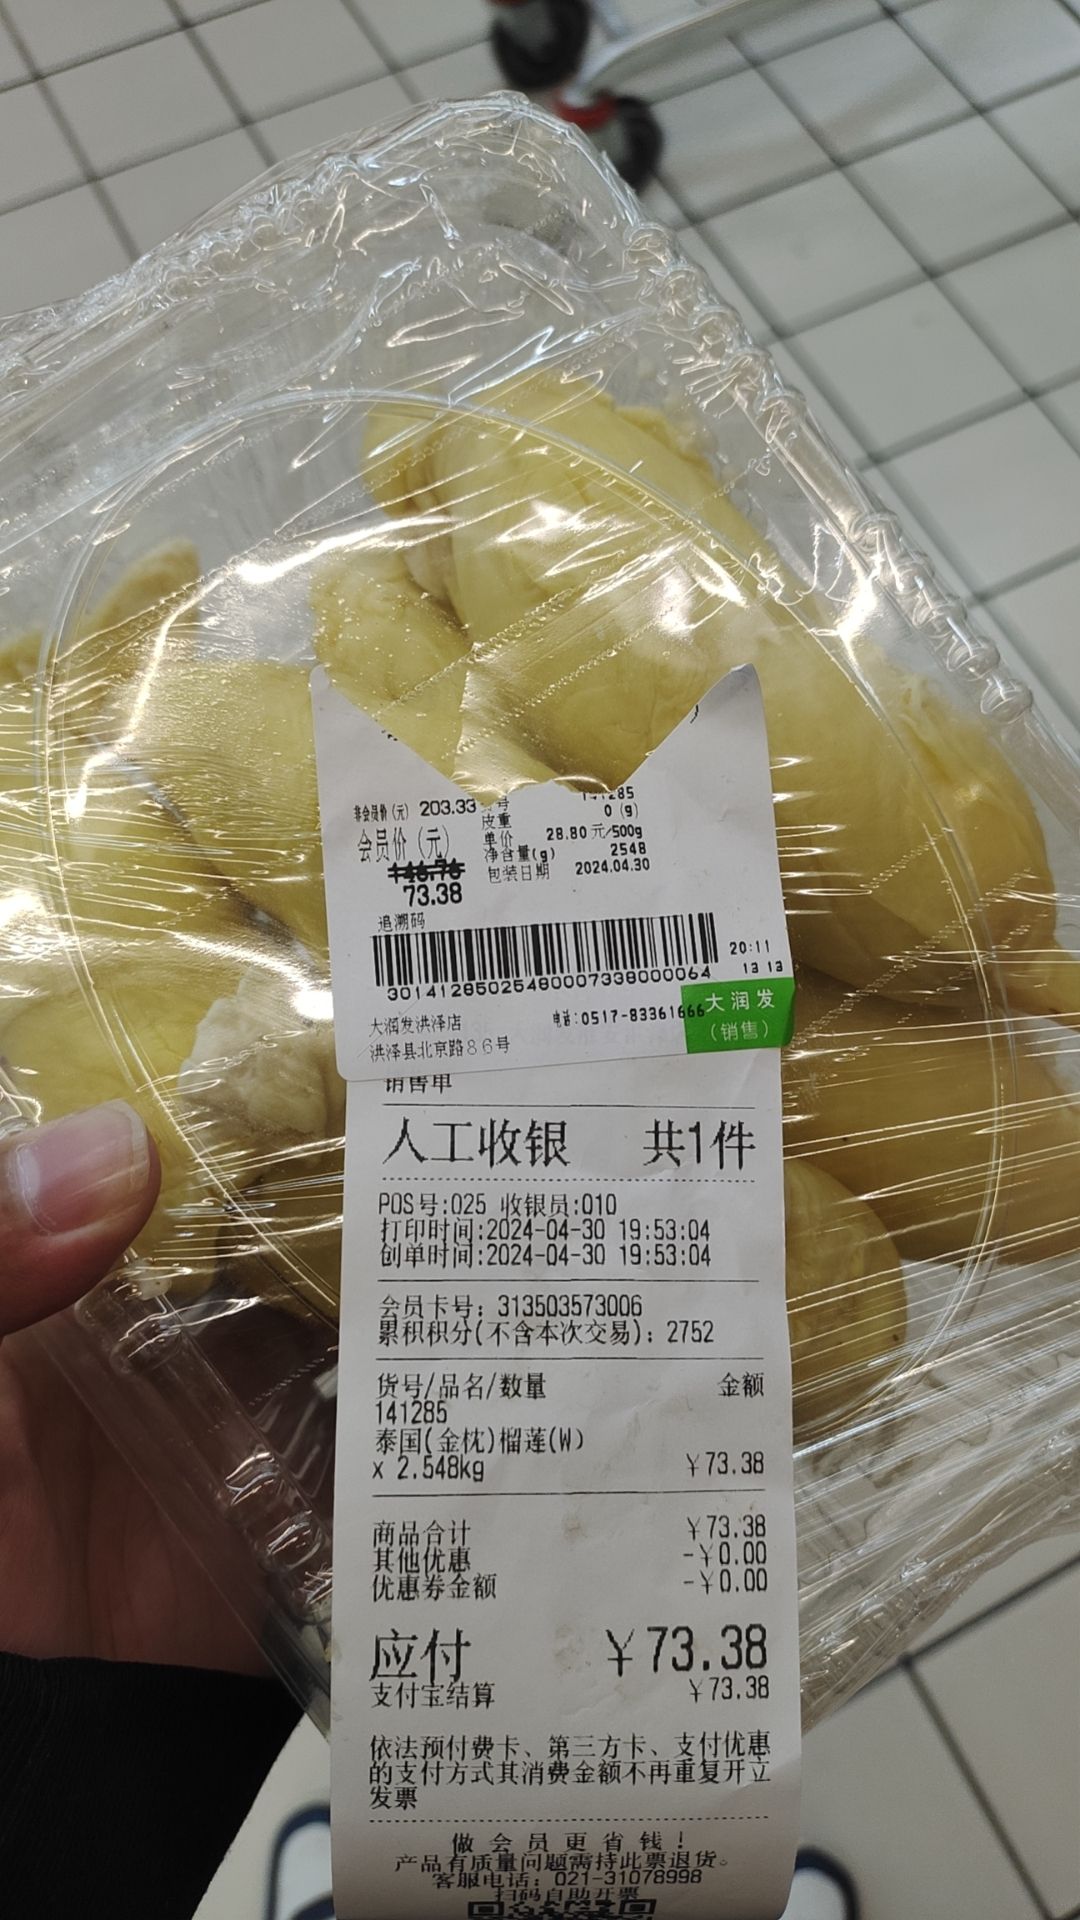 非会员价(元) 203.33
会员价(元)
146.76
73.38
皮重 0(g)
单价 28.80元/500g
净含量(g) 2548
包装日期 2024.04.30
追溯码
20:11
13 13
301412850254800073380000​64
大润发洪泽店
洪泽县北京路86号
电话:0517-83361666
大润发
(销售)
销售单
人工收银 共1件
POS号:025 收银员:010
打印时间:2024-04-30 19:53:04
创单时间:2024-04-30 19:53:04
会员卡号: 313503573006
累积积分(不含本次交易): 2752
货号/品名/数量 金额
141285
泰国(金枕)榴莲(W)
x 2.548kg ￥73.38
商品合计 ￥73.38
其他优惠 -￥0.00
优惠券金额 -￥0.00
应付 ￥73.38
支付宝结算 ￥73.38
依法预付费卡、第三方卡、支付优惠
的支付方式其消费金额不再重复开立
发票
做会员更省钱!
产品有质量问题需持此票退货。
客服电话: 021-31078998
扫码自助开票